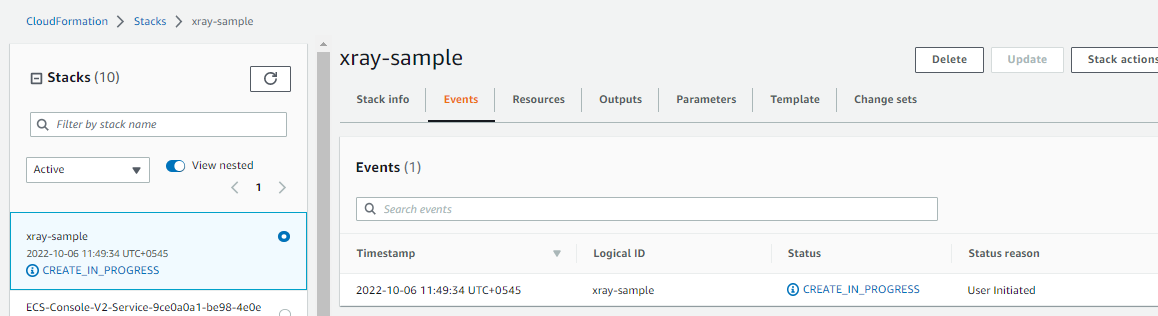 CloudFormation > Stacks > xray-sample
Stacks (10)
Filter by stack name
Active
View nested
1
xray-sample
2022-10-06 11:49:34 UTC+0545
CREATE_IN_PROGRESS
ECS-Console-V2-Service-9ce0a0a1-be98-4e0e
xray-sample
Delete
Update
Stack actions
Stack info
Events
Resources
Outputs
Parameters
Template
Change sets
Events (1)
Search events
Timestamp Logical ID Status Status reason
2022-10-06 11:49:34 UTC+0545 xray-sample CREATE_IN_PROGRESS User Initiated